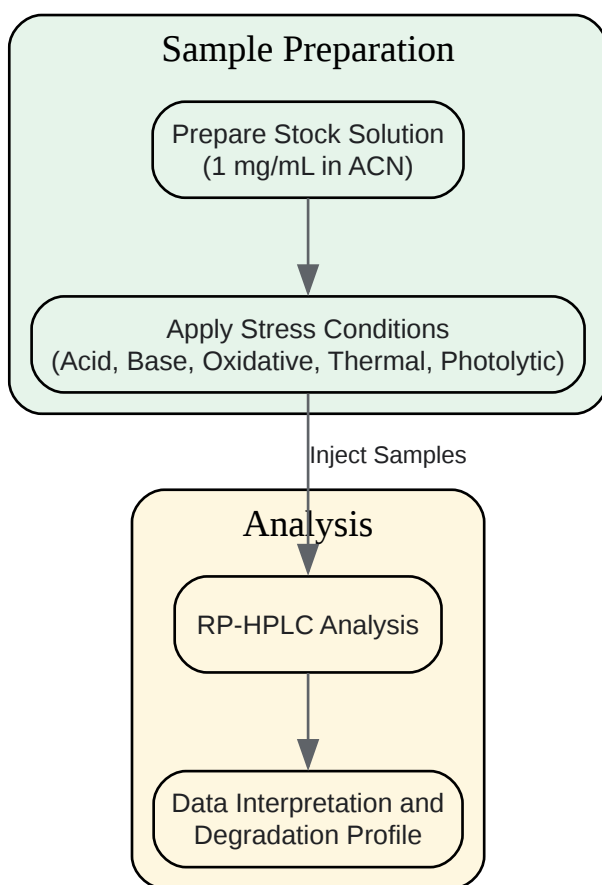 Sample Preparation
Prepare Stock Solution
(1 mg/mL in ACN)
Apply Stress Conditions
(Acid, Base, Oxidative, Thermal, Photolytic)
Inject Samples
Analysis
RP-HPLC Analysis
Data Interpretation and
Degradation Profile